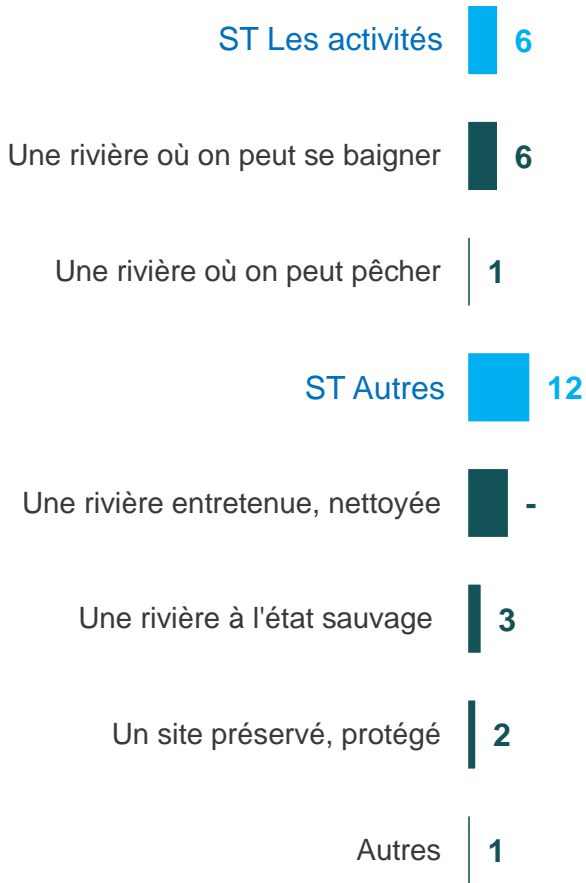 ST Les activités 6
Une rivière où on peut se baigner 6
Une rivière où on peut pêcher 1
ST Autres 12
Une rivière entretenue, nettoyée -
Une rivière à l'état sauvage 3
Un site préservé, protégé 2
Autres 1